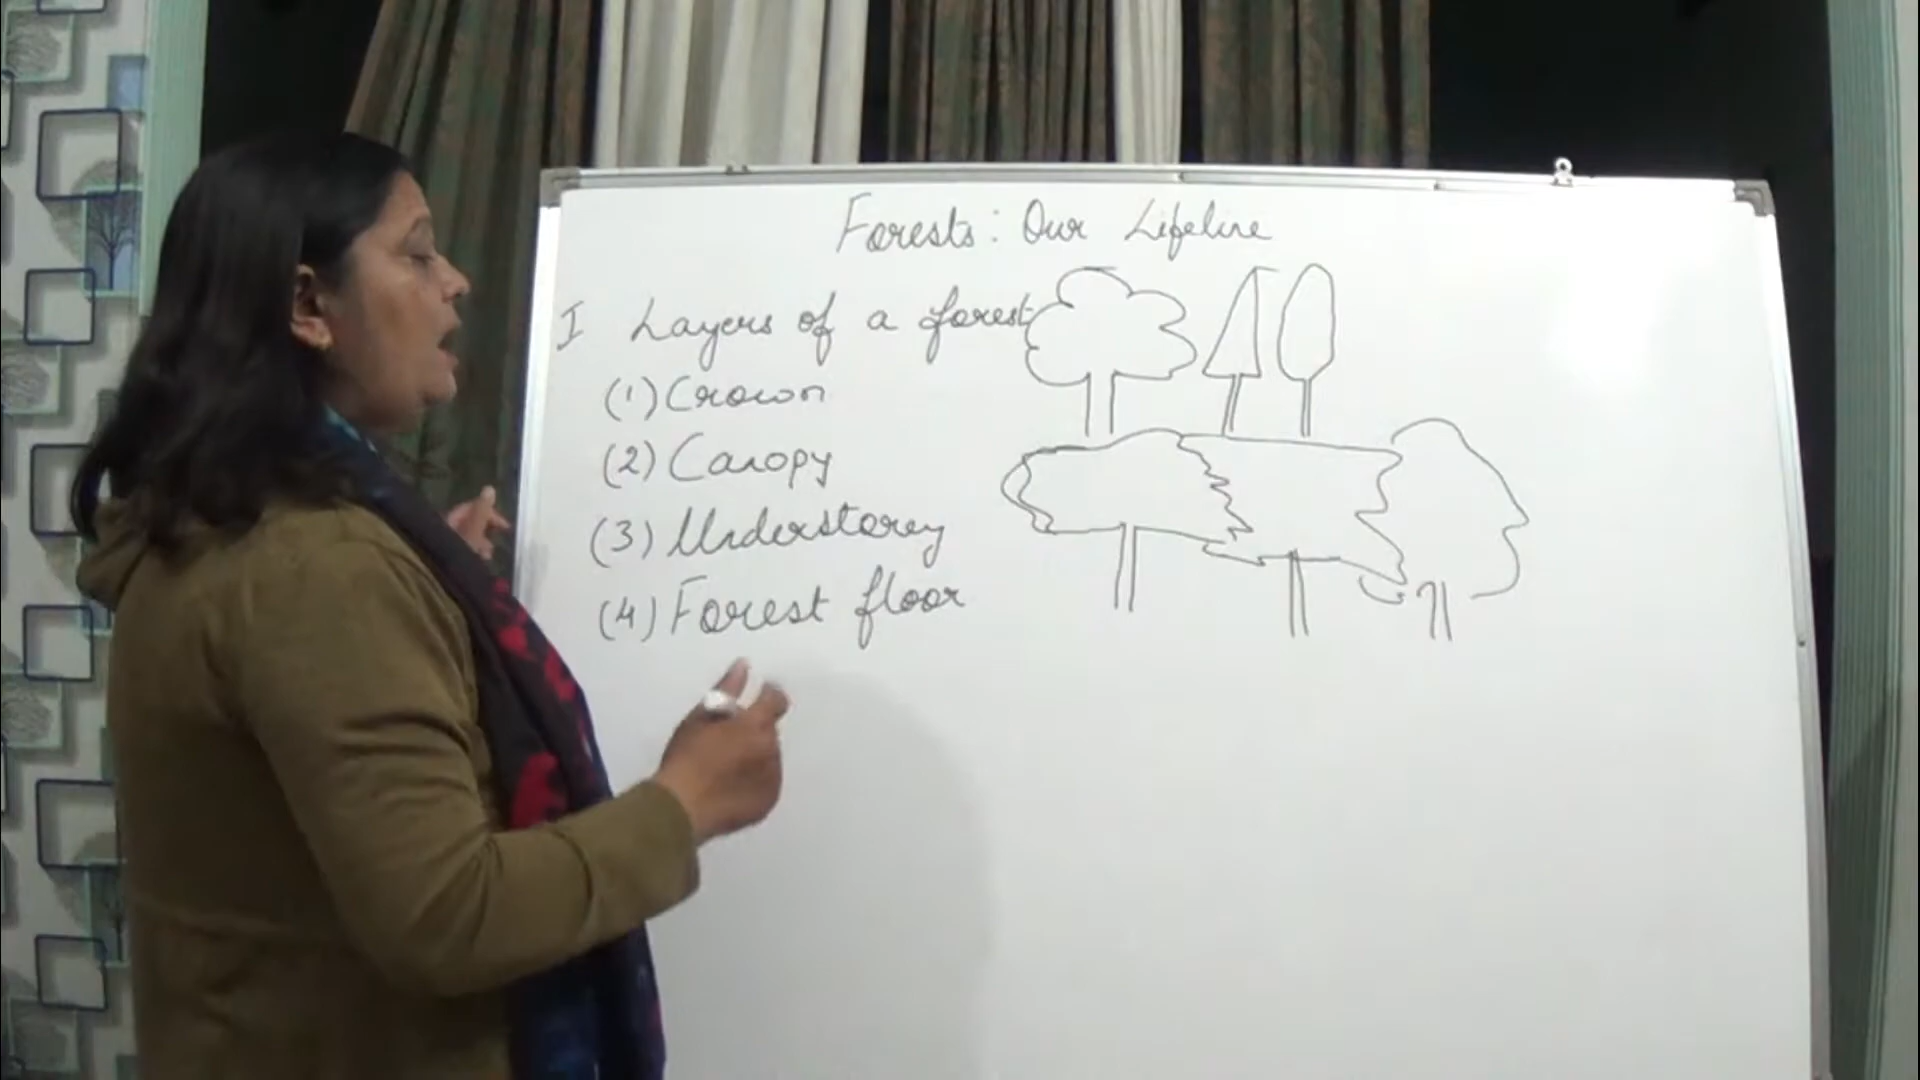 Forests: Our Lifeline
I Layers of a forest
(1) Crown
(2) Canopy
(3) Understorey
(4) Forest floor